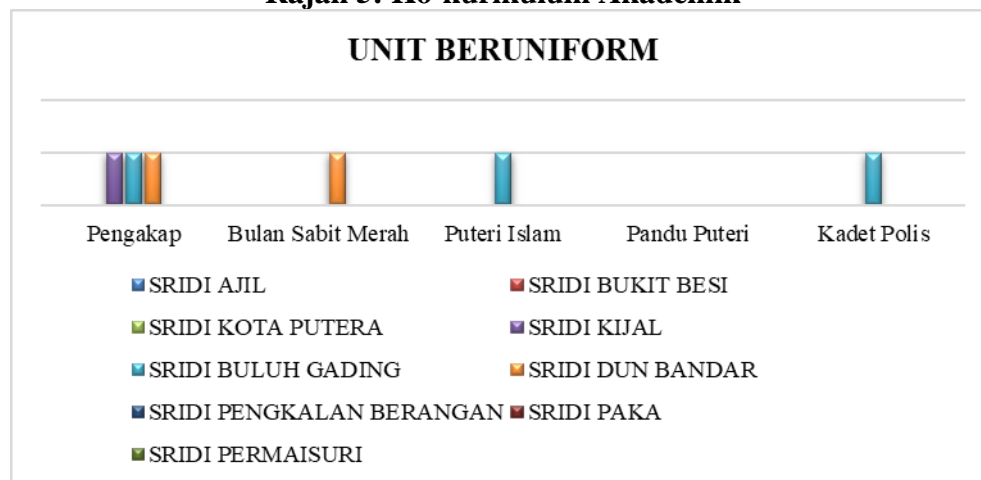 Rajah 5: Ko-kurikulum Akademik
UNIT BERUNIFORM
Pengakap Bulan Sabit Merah Puteri Islam Pandu Puteri Kadet Polis
SRIDI AJIL SRIDI BUKIT BESI
SRIDI KOTA PUTERA SRIDI KIJAL
SRIDI BULUH GADING SRIDI DUN BANDAR
SRIDI PENGKALAN BERANGAN SRIDI PAKA
SRIDI PERMAISURI